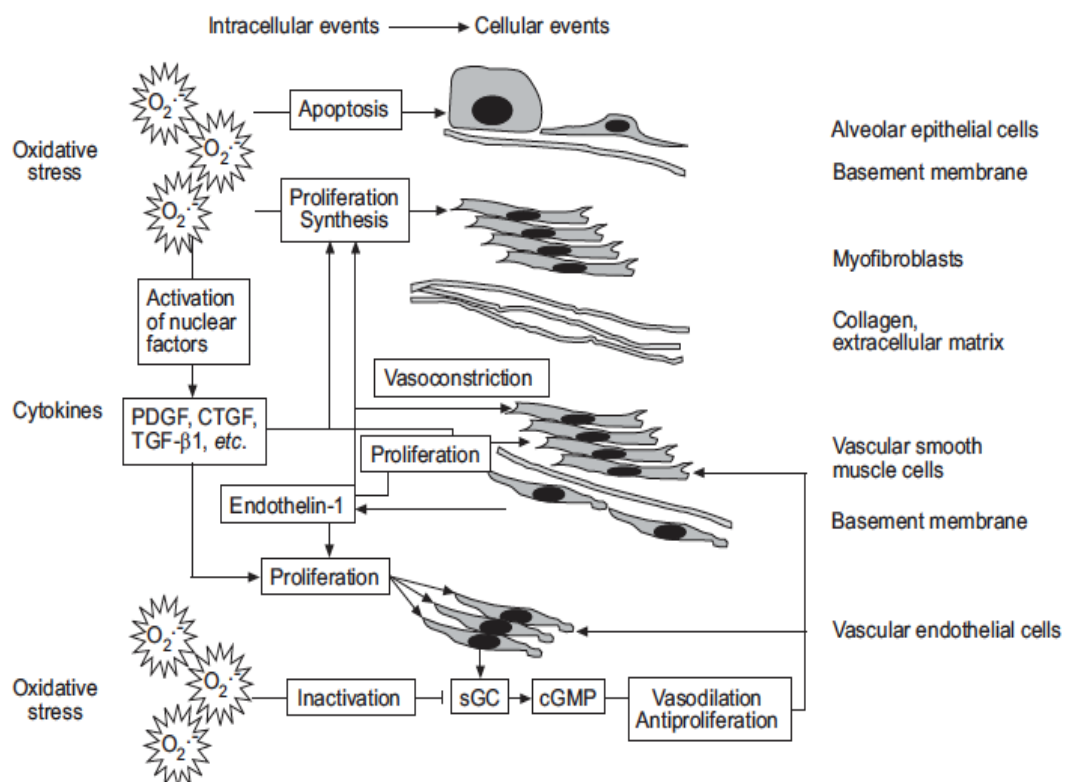 Intracellular events → Cellular events
O₂·⁻
O₂·⁻
O₂·⁻
Oxidative
stress
Apoptosis
Alveolar epithelial cells
Basement membrane
Proliferation
Synthesis
Myofibroblasts
Activation
of nuclear
factors
Collagen,
extracellular matrix
Vasoconstriction
Cytokines
PDGF, CTGF,
TGF-β1, etc.
Proliferation
Vascular smooth
muscle cells
Endothelin-1
Basement membrane
Proliferation
Vascular endothelial cells
O₂·⁻
O₂·⁻
O₂·⁻
Oxidative
stress
Inactivation
sGC
cGMP
Vasodilation
Antiproliferation